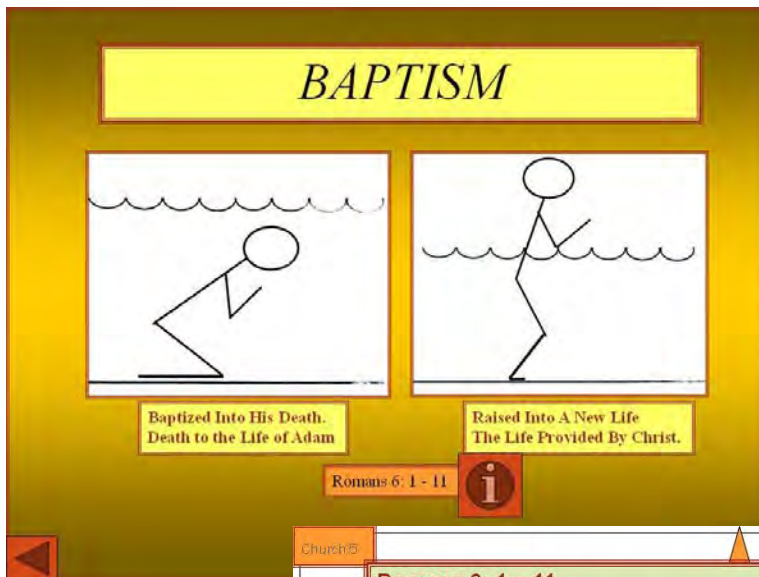 BAPTISM
Baptized Into His Death.
Death to the Life of Adam
Raised Into A New Life
The Life Provided By Christ.
Romans 6: 1 - 11
i
Church5